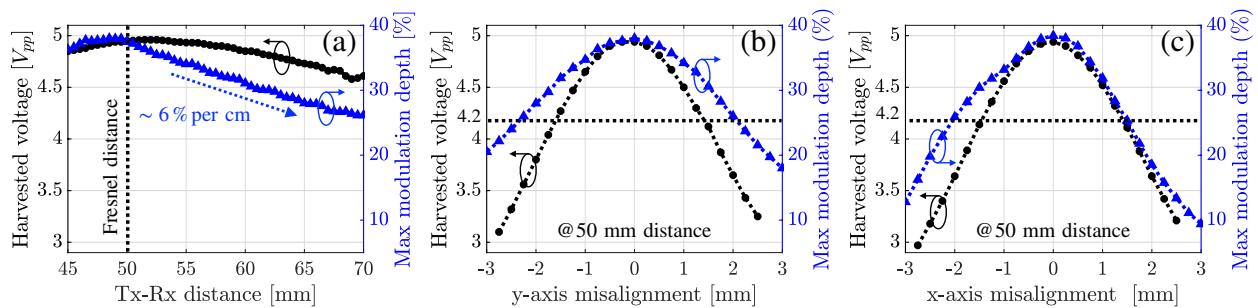 (a)
Harvested voltage [Vpp]
5
4.5
4
3.5
3
40
30%
20%
10%
Max modulation depth [%]
Fresnel distance
~ 6% per cm
45 50 55 60 65 70
Tx-Rx distance [mm]
(b)
Harvested voltage [Vpp]
5
4.5
4.2
4
3.5
3
40
30%
20%
10%
Max modulation depth (%)
@50 mm distance
-3 -2 -1 0 1 2 3
y-axis misalignment [mm]
(c)
Harvested voltage [Vpp]
5
4.5
4.2
4
3.5
3
40
30%
20%
10%
Max modulation depth (%)
@50 mm distance
-3 -2 -1 0 1 2 3
x-axis misalignment [mm]